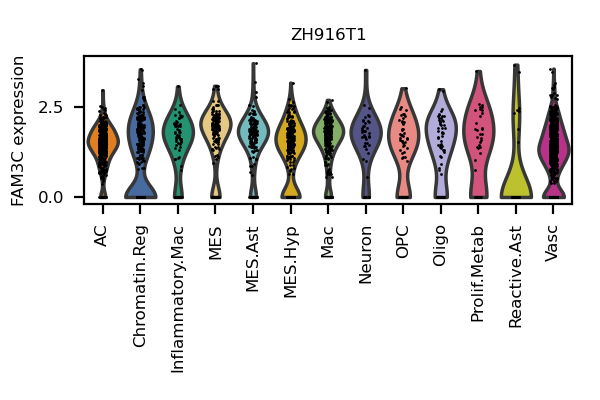 ZH916T1
FAM3C expression
2.5
0.0
AC
Chromatin.Reg
Inflammatory.Mac
MES
MES.Ast
MES.Hyp
Mac
Neuron
OPC
Oligo
Prolif.Metab
Reactive.Ast
Vasc